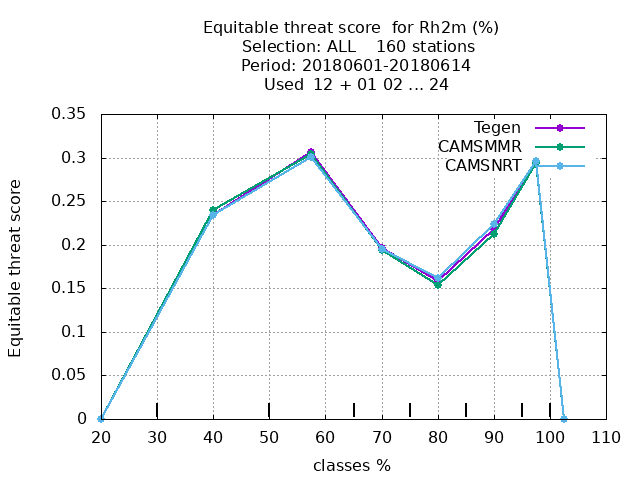 Equitable threat score  for Rh2m (%)
Selection: ALL    160 stations
Period: 20180601-20180614
Used  12 + 01 02 ... 24
Tegen
CAMSMMR
CAMSNRT
Equitable threat score
0.35
0.3
0.25
0.2
0.15
0.1
0.05
0
20 30 40 50 60 70 80 90 100 110
classes %